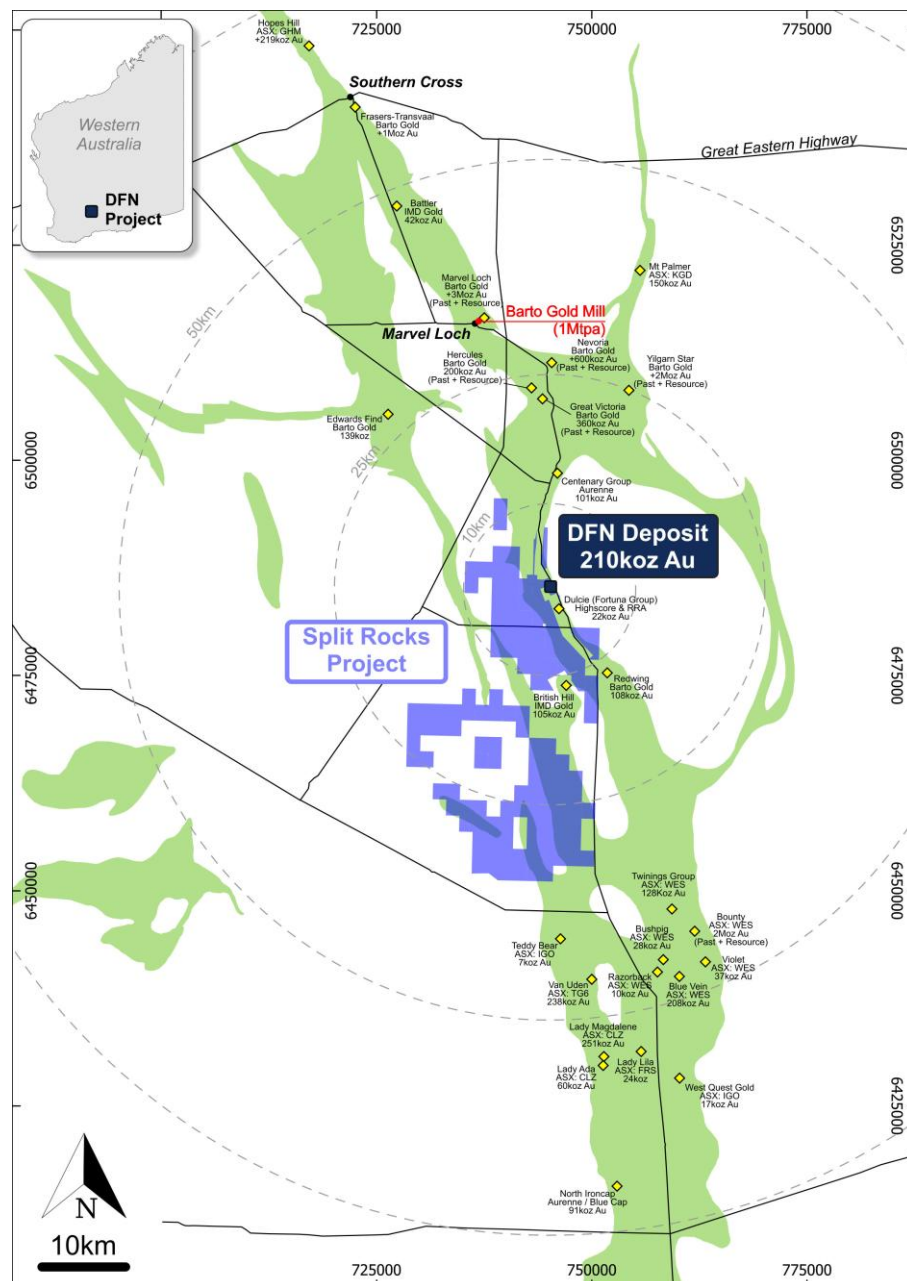 725000
750000
775000
Hopes Hill
ASX: GHM
+219koz Au
Southern Cross
Frasers-Transvaal
Barto Gold
+1Moz Au
Western
Australia
DFN
Project
Great Eastern Highway
Battler
IMD Gold
42koz Au
6525000
6525000
Mt Palmer
ASX: KGD
150koz Au
Marvel Loch
Barto Gold
+3Moz Au
(Past + Resource)
Barto Gold Mill
(1Mtpa)
Marvel Loch
50km
Nevoria
Barto Gold
+600koz Au
(Past + Resource)
Hercules
Barto Gold
200koz Au
(Past + Resource)
Yilgarn Star
Barto Gold
+2Moz Au
(Past + Resource)
Great Victoria
Barto Gold
360koz Au
(Past + Resource)
Edwards Find
Barto Gold
139koz
25km
6500000
6500000
Centenary Group
Aurenne
101koz Au
10km
DFN Deposit
210koz Au
Dulcie (Fortuna Group)
Highscore & RRA
22koz Au
Split Rocks
Project
6475000
6475000
Redwing
Barto Gold
108koz Au
British Hill
IMD Gold
105koz Au
6450000
6450000
Twinings Group
ASX: WES
128Koz Au
Bounty
ASX: WES
2Moz Au
(Past + Resource)
Bushpig
ASX: WES
28koz Au
Teddy Bear
ASX: IGO
7koz Au
Violet
ASX: WES
37koz Au
Razorback
ASX: WES
10koz Au
Blue Vein
ASX: WES
208koz Au
Van Uden
ASX: TG6
238koz Au
Lady Magdalene
ASX: CLZ
251koz Au
Lady Lila
ASX: FRS
24koz
Lady Ada
ASX: CLZ
60koz Au
West Quest Gold
ASX: IGO
17koz Au
6425000
North Ironcap
Aurenne / Blue Cap
91koz Au
N
10km
725000
750000
775000